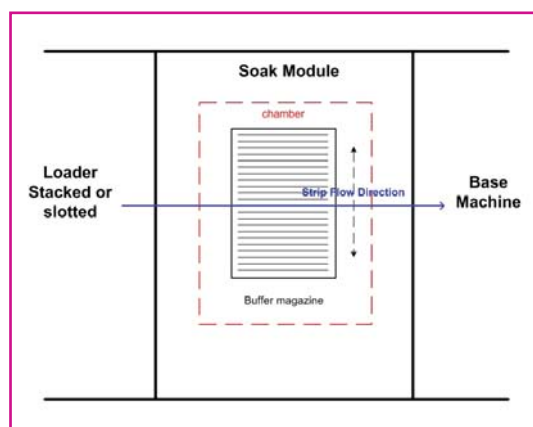 Soak Module
chamber
Loader
Stacked or
slotted
Strip Flow Direction
Base
Machine
Buffer magazine